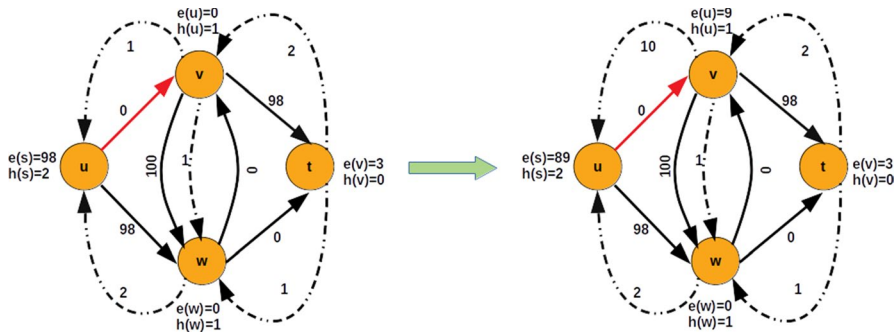 e(u)=0
h(u)=1
1
v
2
0
98
e(s)=98
h(s)=2
u
100
1
0
t
e(v)=3
h(v)=0
98
0
w
2
1
e(w)=0
h(w)=1
e(u)=9
h(u)=1
10
v
2
0
98
e(s)=89
h(s)=2
u
100
1
0
t
e(v)=3
h(v)=0
98
0
w
2
1
e(w)=0
h(w)=1